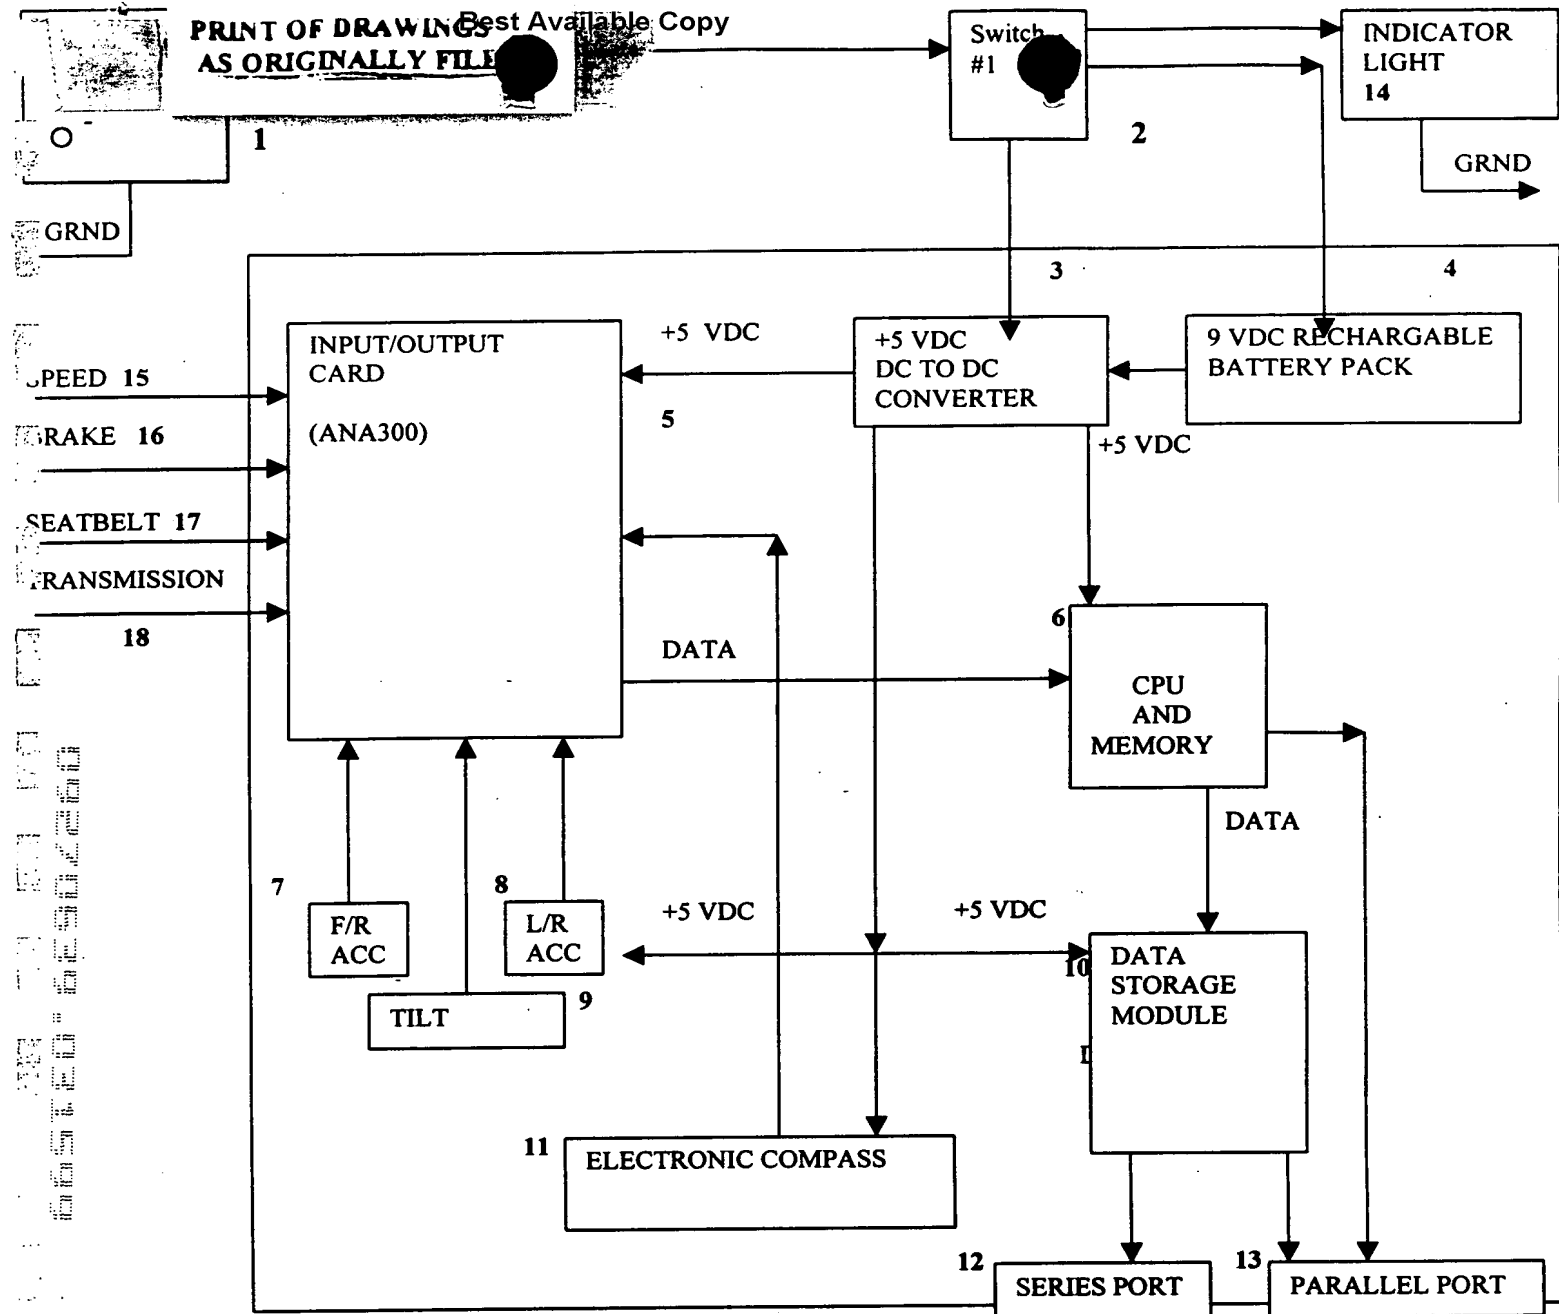 Best Available Copy
PRINT OF DRAWINGS
AS ORIGINALLY
Switch
#1
INDICATOR
LIGHT
14
1
2
GRND
GRND
3
4
INPUT/OUTPUT
CARD
(ANA300)
+5 VDC
+5 VDC
DC TO DC
CONVERTER
9 VDC RECHARGABLE
BATTERY PACK
SPEED 15
5
BRAKE 16
+5 VDC
SEATBELT 17
TRANSMISSION
18
6
DATA
CPU
AND
MEMORY
DATA
7
8
F/R
ACC
L/R
ACC
+5 VDC
+5 VDC
10
DATA
STORAGE
MODULE
9
TILT
11
ELECTRONIC COMPASS
12
SERIES PORT
13
PARALLEL PORT